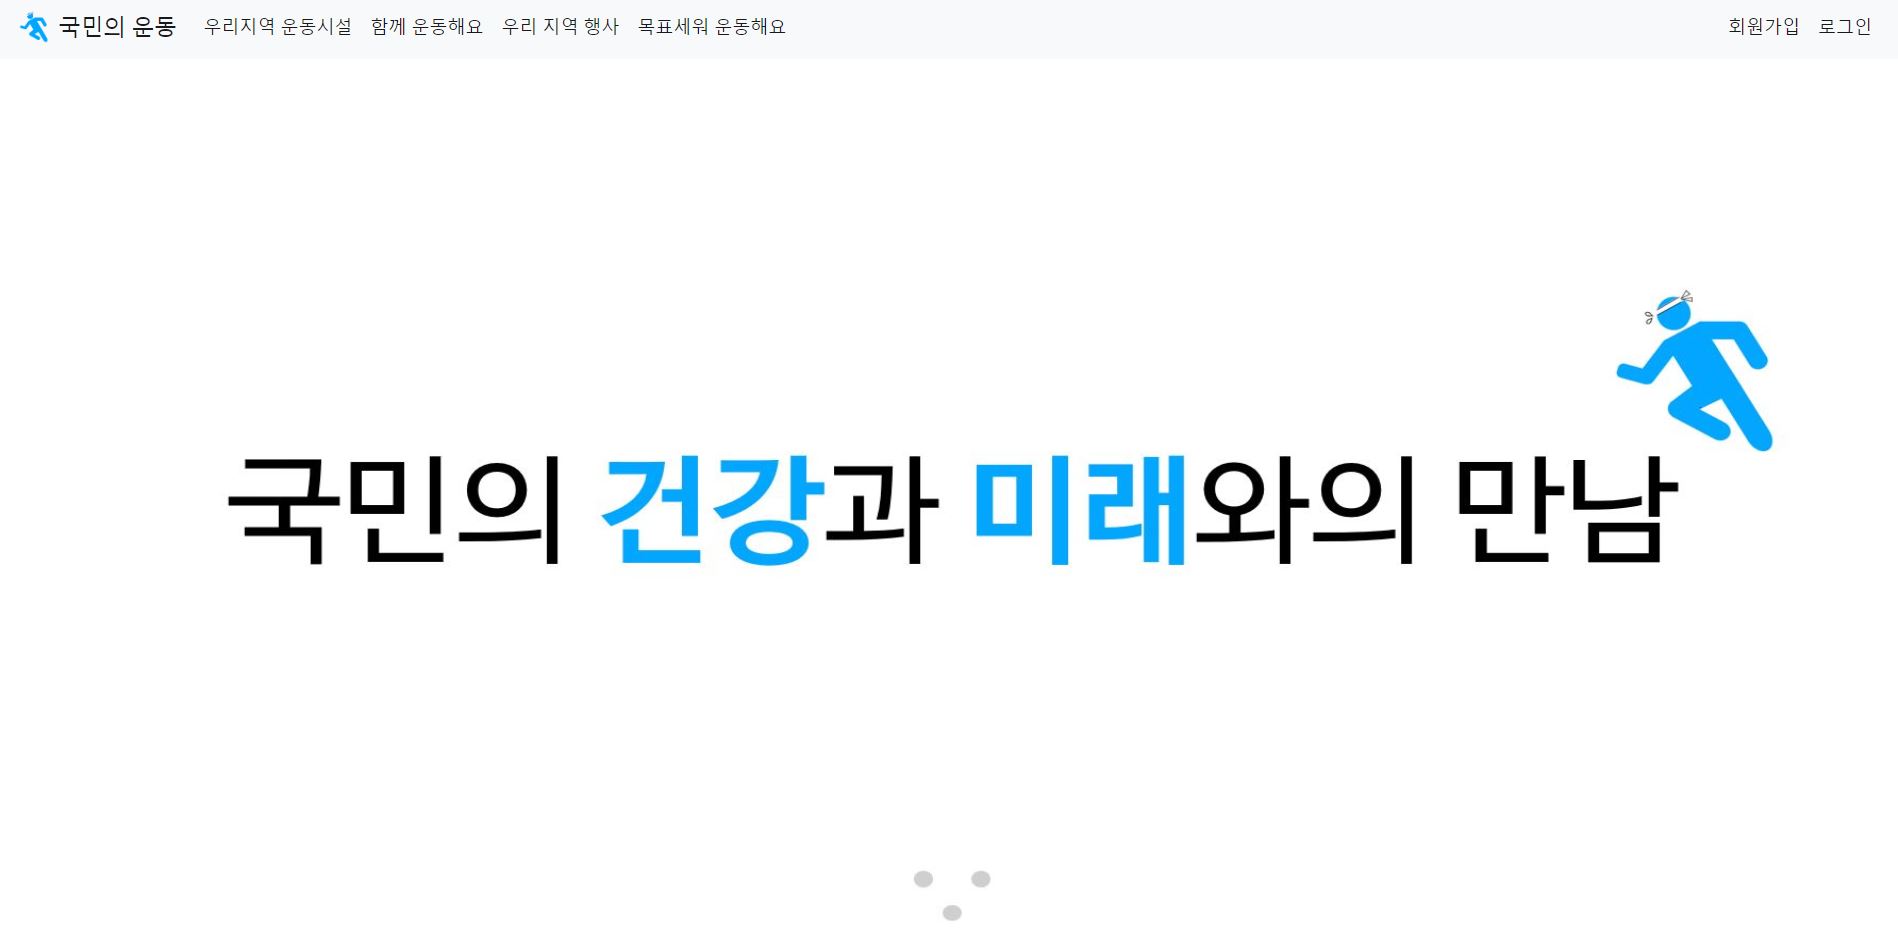 국민의 운동 우리지역 운동시설 함께 운동해요 우리 지역 행사 목표세워 운동해요 회원가입 로그인
국민의 건강과 미래와의 만남